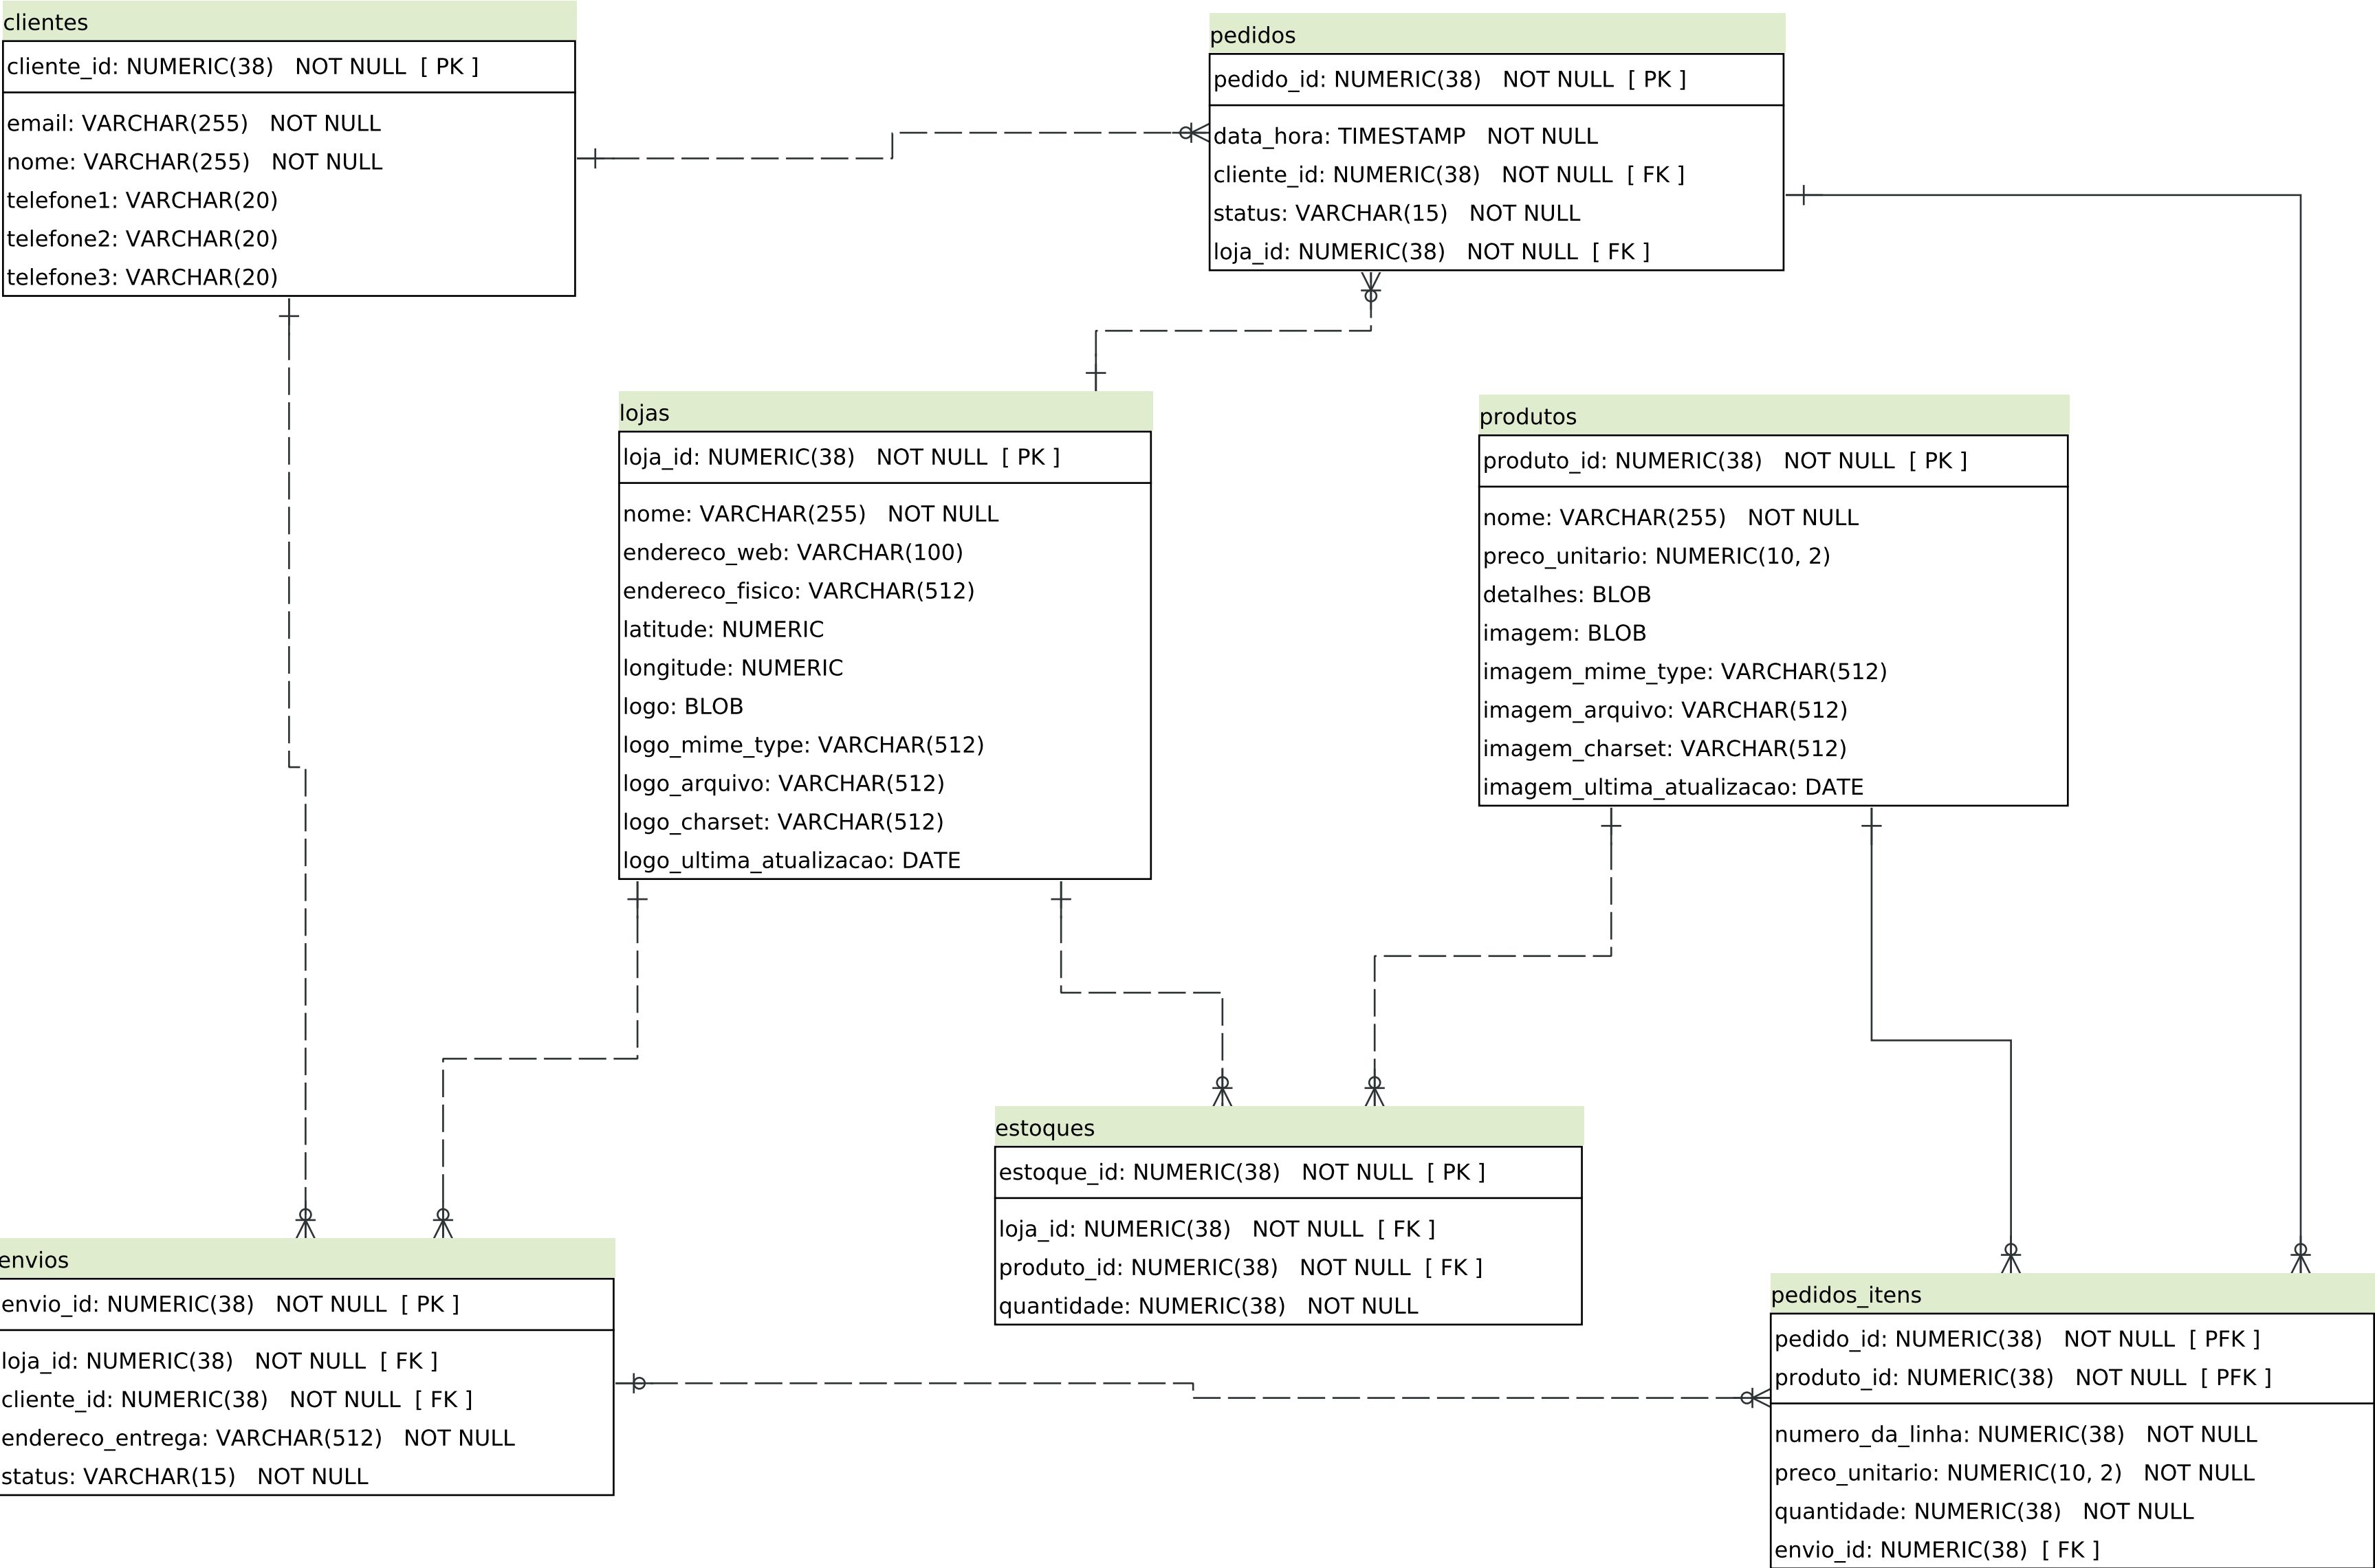 clientes
cliente_id: NUMERIC(38) NOT NULL [ PK ]
email: VARCHAR(255) NOT NULL
nome: VARCHAR(255) NOT NULL
telefone1: VARCHAR(20)
telefone2: VARCHAR(20)
telefone3: VARCHAR(20)
pedidos
pedido_id: NUMERIC(38) NOT NULL [ PK ]
data_hora: TIMESTAMP NOT NULL
cliente_id: NUMERIC(38) NOT NULL [ FK ]
status: VARCHAR(15) NOT NULL
loja_id: NUMERIC(38) NOT NULL [ FK ]
lojas
loja_id: NUMERIC(38) NOT NULL [ PK ]
nome: VARCHAR(255) NOT NULL
endereco_web: VARCHAR(100)
endereco_fisico: VARCHAR(512)
latitude: NUMERIC
longitude: NUMERIC
logo: BLOB
logo_mime_type: VARCHAR(512)
logo_arquivo: VARCHAR(512)
logo_charset: VARCHAR(512)
logo_ultima_atualizacao: DATE
produtos
produto_id: NUMERIC(38) NOT NULL [ PK ]
nome: VARCHAR(255) NOT NULL
preco_unitario: NUMERIC(10, 2)
detalhes: BLOB
imagem: BLOB
imagem_mime_type: VARCHAR(512)
imagem_arquivo: VARCHAR(512)
imagem_charset: VARCHAR(512)
imagem_ultima_atualizacao: DATE
estoques
estoque_id: NUMERIC(38) NOT NULL [ PK ]
loja_id: NUMERIC(38) NOT NULL [ FK ]
produto_id: NUMERIC(38) NOT NULL [ FK ]
quantidade: NUMERIC(38) NOT NULL
envios
envio_id: NUMERIC(38) NOT NULL [ PK ]
loja_id: NUMERIC(38) NOT NULL [ FK ]
cliente_id: NUMERIC(38) NOT NULL [ FK ]
endereco_entrega: VARCHAR(512) NOT NULL
status: VARCHAR(15) NOT NULL
pedidos_itens
pedido_id: NUMERIC(38) NOT NULL [ PFK ]
produto_id: NUMERIC(38) NOT NULL [ PFK ]
numero_da_linha: NUMERIC(38) NOT NULL
preco_unitario: NUMERIC(10, 2) NOT NULL
quantidade: NUMERIC(38) NOT NULL
envio_id: NUMERIC(38) [ FK ]